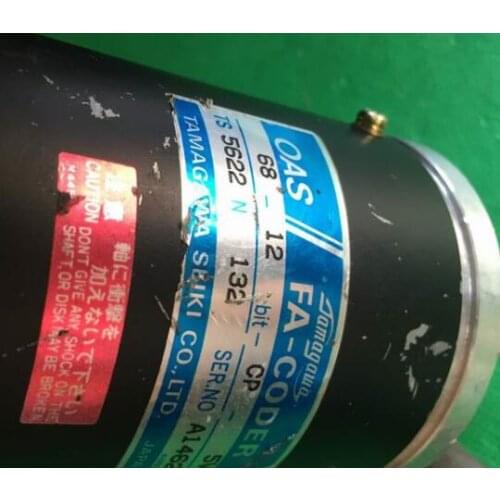 OAS Tamagawa
FA-CODER
68 - 12 bit - CP
TS 5622 N 132 SER.NO A146
TAMAGAWA SEIKI CO., LTD.
注意
軸に衝撃を
加えないで下さい
CAUTION DON'T GIVE ANY SHOCK ON THE
SHAFT, OR DISK MAY BE BROKEN